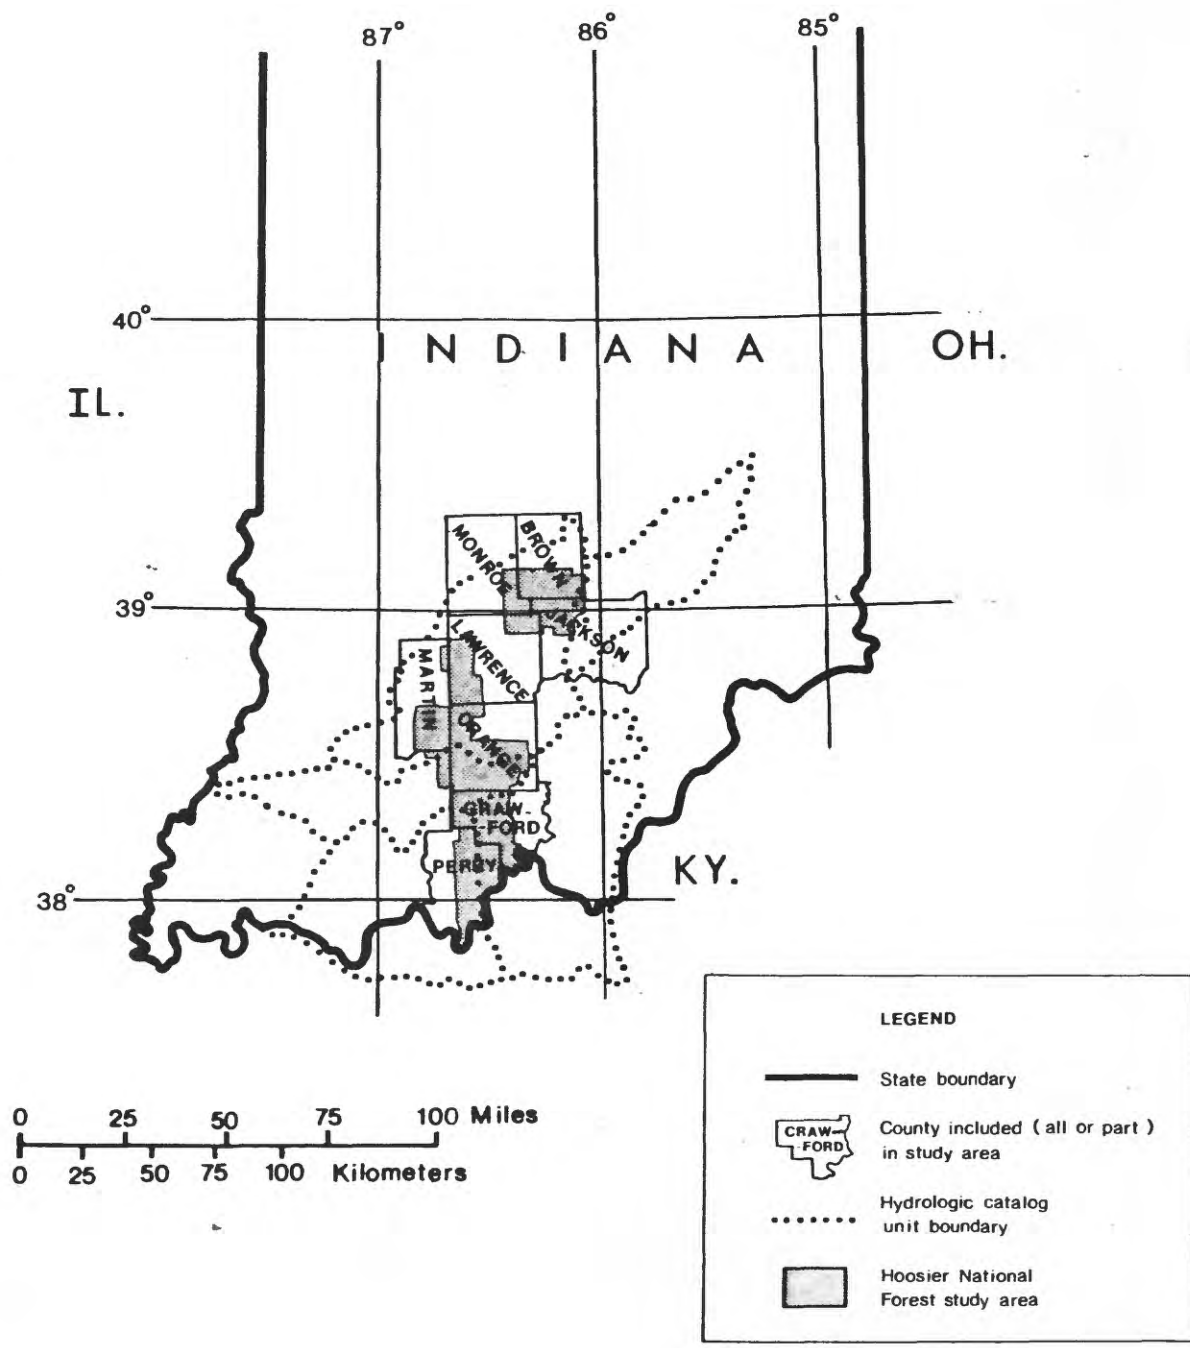 87° 86° 85°
40°
INDIANA OH.
IL.
BROWN
MONROE
39°
JACKSON
LAWRENCE
MARTIN
ORANGE
CRAW-
FORD
PERRY
KY.
38°
LEGEND
State boundary
CRAW-
FORD
County included ( all or part )
in study area
Hydrologic catalog
unit boundary
Hoosier National
Forest study area
0 25 50 75 100 Miles
0 25 50 75 100 Kilometers